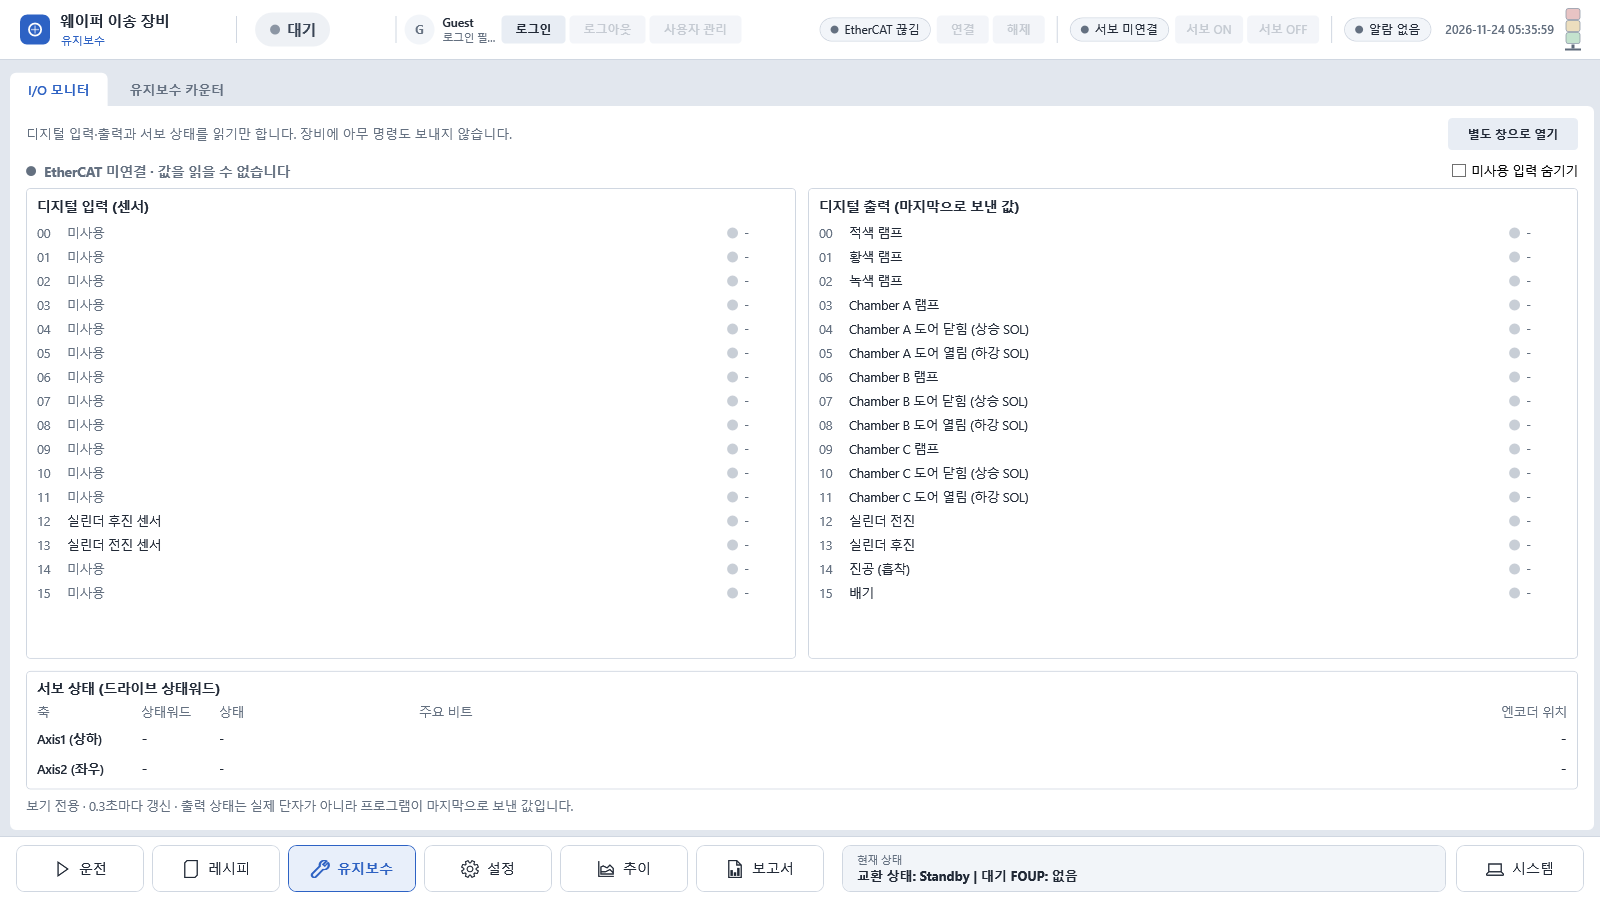 웨이퍼 이송 장비
유지보수
대기
G
Guest
로그인 필...
로그인
로그아웃
사용자 관리
EtherCAT 끊김
연결
해제
서보 미연결
서보 ON
서보 OFF
알람 없음
2026-11-24 05:35:59
I/O 모니터
유지보수 카운터
디지털 입력·출력과 서보 상태를 읽기만 합니다. 장비에 아무 명령도 보내지 않습니다.
별도 창으로 열기
EtherCAT 미연결 · 값을 읽을 수 없습니다
미사용 입력 숨기기
디지털 입력 (센서)
00 미사용 -
01 미사용 -
02 미사용 -
03 미사용 -
04 미사용 -
05 미사용 -
06 미사용 -
07 미사용 -
08 미사용 -
09 미사용 -
10 미사용 -
11 미사용 -
12 실린더 후진 센서 -
13 실린더 전진 센서 -
14 미사용 -
15 미사용 -
디지털 출력 (마지막으로 보낸 값)
00 적색 램프 -
01 황색 램프 -
02 녹색 램프 -
03 Chamber A 램프 -
04 Chamber A 도어 닫힘 (상승 SOL) -
05 Chamber A 도어 열림 (하강 SOL) -
06 Chamber B 램프 -
07 Chamber B 도어 닫힘 (상승 SOL) -
08 Chamber B 도어 열림 (하강 SOL) -
09 Chamber C 램프 -
10 Chamber C 도어 닫힘 (상승 SOL) -
11 Chamber C 도어 열림 (하강 SOL) -
12 실린더 전진 -
13 실린더 후진 -
14 진공 (흡착) -
15 배기 -
서보 상태 (드라이브 상태워드)
축 상태워드 상태 주요 비트 엔코더 위치
Axis1 (상하) - - -
Axis2 (좌우) - - -
보기 전용 · 0.3초마다 갱신 · 출력 상태는 실제 단자가 아니라 프로그램이 마지막으로 보낸 값입니다.
운전
레시피
유지보수
설정
추이
보고서
현재 상태
교환 상태: Standby | 대기 FOUP: 없음
시스템